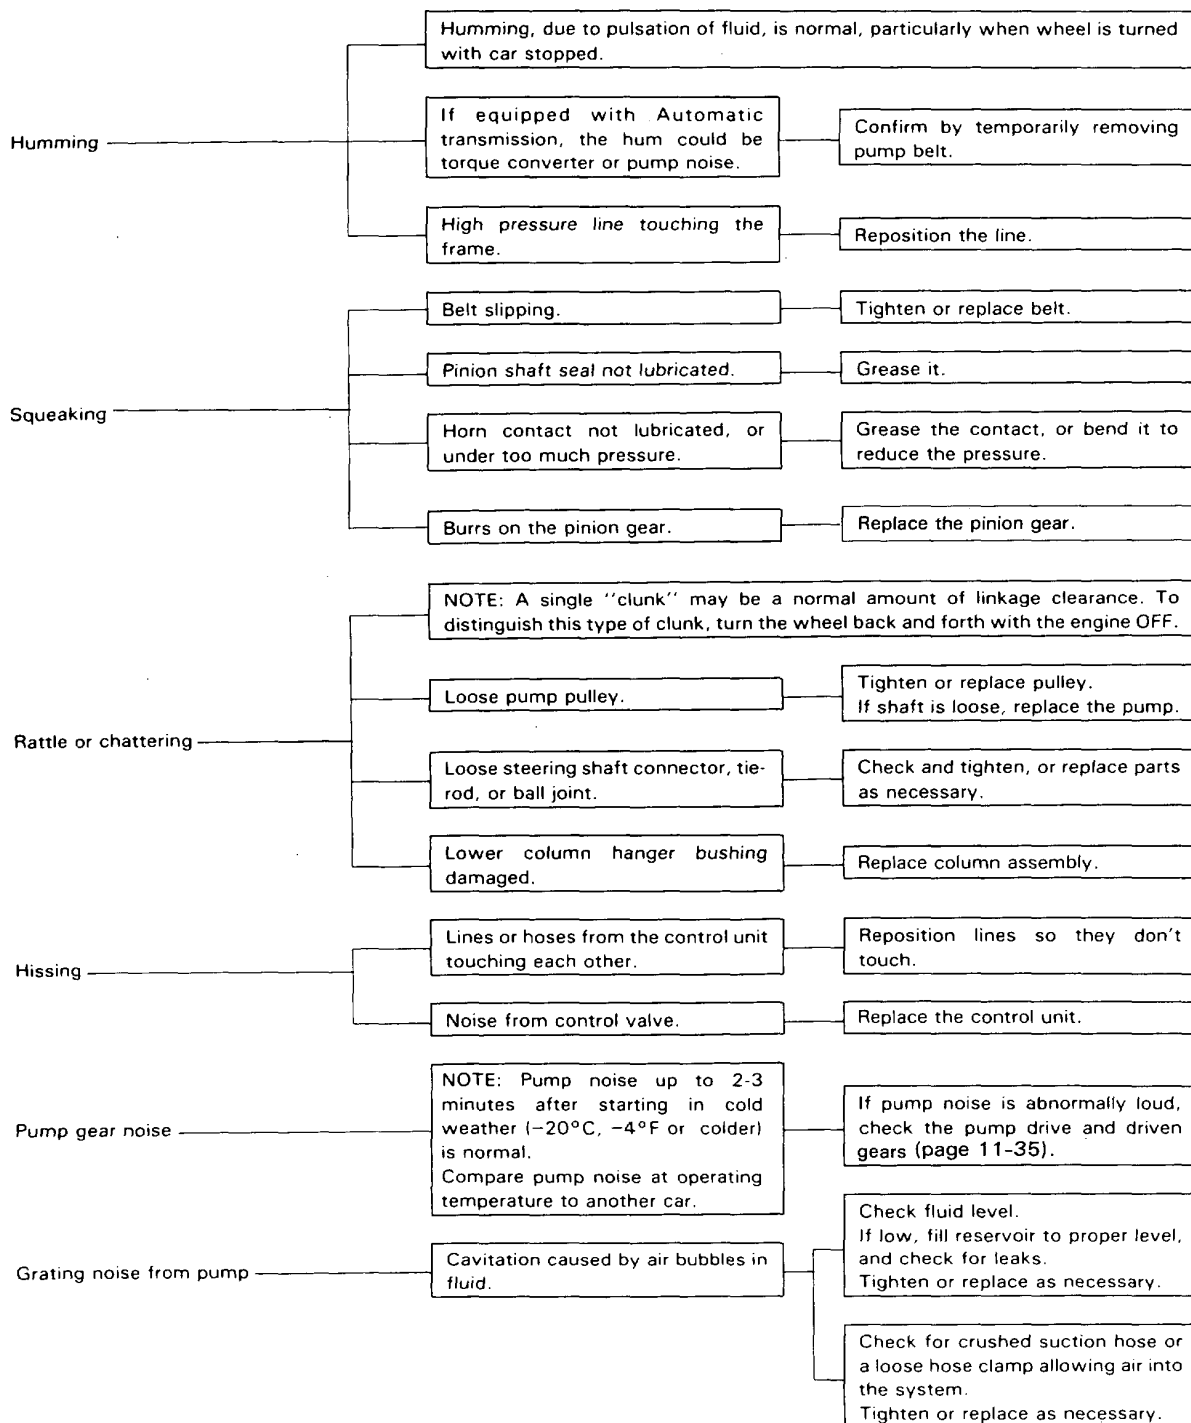 Humming, due to pulsation of fluid, is normal, particularly when wheel is turned
with car stopped.
Humming
If equipped with Automatic
transmission, the hum could be
torque converter or pump noise.
Confirm by temporarily removing
pump belt.
High pressure line touching the
frame.
Reposition the line.
Squeaking
Belt slipping.
Tighten or replace belt.
Pinion shaft seal not lubricated.
Grease it.
Horn contact not lubricated, or
under too much pressure.
Grease the contact, or bend it to
reduce the pressure.
Burrs on the pinion gear.
Replace the pinion gear.
Rattle or chattering
NOTE: A single "clunk" may be a normal amount of linkage clearance. To
distinguish this type of clunk, turn the wheel back and forth with the engine OFF.
Loose pump pulley.
Tighten or replace pulley.
If shaft is loose, replace the pump.
Loose steering shaft connector, tie-
rod, or ball joint.
Check and tighten, or replace parts
as necessary.
Lower column hanger bushing
damaged.
Replace column assembly.
Hissing
Lines or hoses from the control unit
touching each other.
Reposition lines so they don't
touch.
Noise from control valve.
Replace the control unit.
Pump gear noise
NOTE: Pump noise up to 2-3
minutes after starting in cold
weather (−20°C, −4°F or colder)
is normal.
Compare pump noise at operating
temperature to another car.
If pump noise is abnormally loud,
check the pump drive and driven
gears (page 11-35).
Grating noise from pump
Cavitation caused by air bubbles in
fluid.
Check fluid level.
If low, fill reservoir to proper level,
and check for leaks.
Tighten or replace as necessary.
Check for crushed suction hose or
a loose hose clamp allowing air into
the system.
Tighten or replace as necessary.